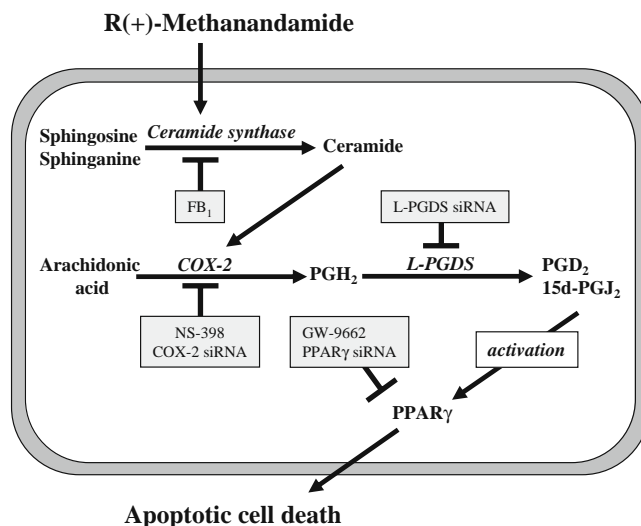 R(+)-Methanandamide
Sphingosine
Sphinganine
Ceramide synthase
Ceramide
FB₁
L-PGDS siRNA
Arachidonic
acid
COX-2
PGH₂
L-PGDS
PGD₂
15d-PGJ₂
NS-398
COX-2 siRNA
GW-9662
PPARγ siRNA
activation
PPARγ
Apoptotic cell death